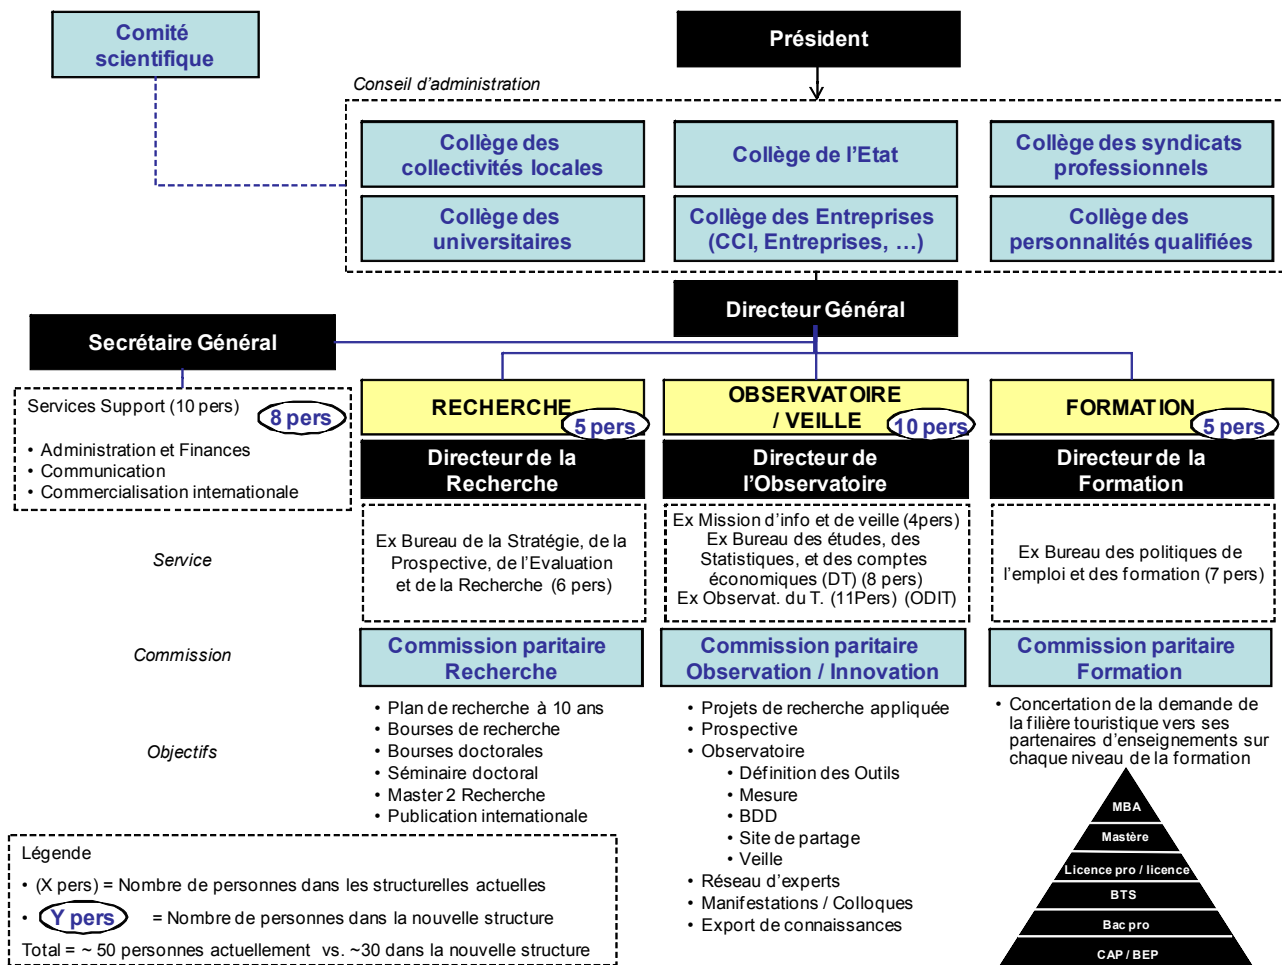 Comité
scientifique
Président
Conseil d'administration
Collège des
collectivités locales
Collège de l'Etat
Collège des syndicats
professionnels
Collège des
universitaires
Collège des Entreprises
(CCI, Entreprises, …)
Collège des
personnalités qualifiées
Directeur Général
Secrétaire Général
Services Support (10 pers)
8 pers
• Administration et Finances
• Communication
• Commercialisation internationale
RECHERCHE
5 pers
OBSERVATOIRE
/ VEILLE
10 pers
FORMATION
5 pers
Directeur de la
Recherche
Directeur de
l'Observatoire
Directeur de la
Formation
Service
Ex Bureau de la Stratégie, de la
Prospective, de l'Evaluation
et de la Recherche (6 pers)
Ex Mission d'info et de veille (4pers)
Ex Bureau des études, des
Statistiques, et des comptes
économiques (DT) (8 pers)
Ex Observat. du T. (11Pers) (ODIT)
Ex Bureau des politiques de
l'emploi et des formation (7 pers)
Commission
Commission paritaire
Recherche
Commission paritaire
Observation / Innovation
Commission paritaire
Formation
Objectifs
• Plan de recherche à 10 ans
• Bourses de recherche
• Bourses doctorales
• Séminaire doctoral
• Master 2 Recherche
• Publication internationale
• Projets de recherche appliquée
• Prospective
• Observatoire
• Définition des Outils
• Mesure
• BDD
• Site de partage
• Veille
• Réseau d'experts
• Manifestations / Colloques
• Export de connaissances
• Concertation de la demande de
la filière touristique vers ses
partenaires d'enseignements sur
chaque niveau de la formation
MBA
Mastère
Licence pro / licence
BTS
Bac pro
CAP / BEP
Légende
• (X pers) = Nombre de personnes dans les structurelles actuelles
• Y pers = Nombre de personnes dans la nouvelle structure
Total = ~ 50 personnes actuellement vs. ~30 dans la nouvelle structure